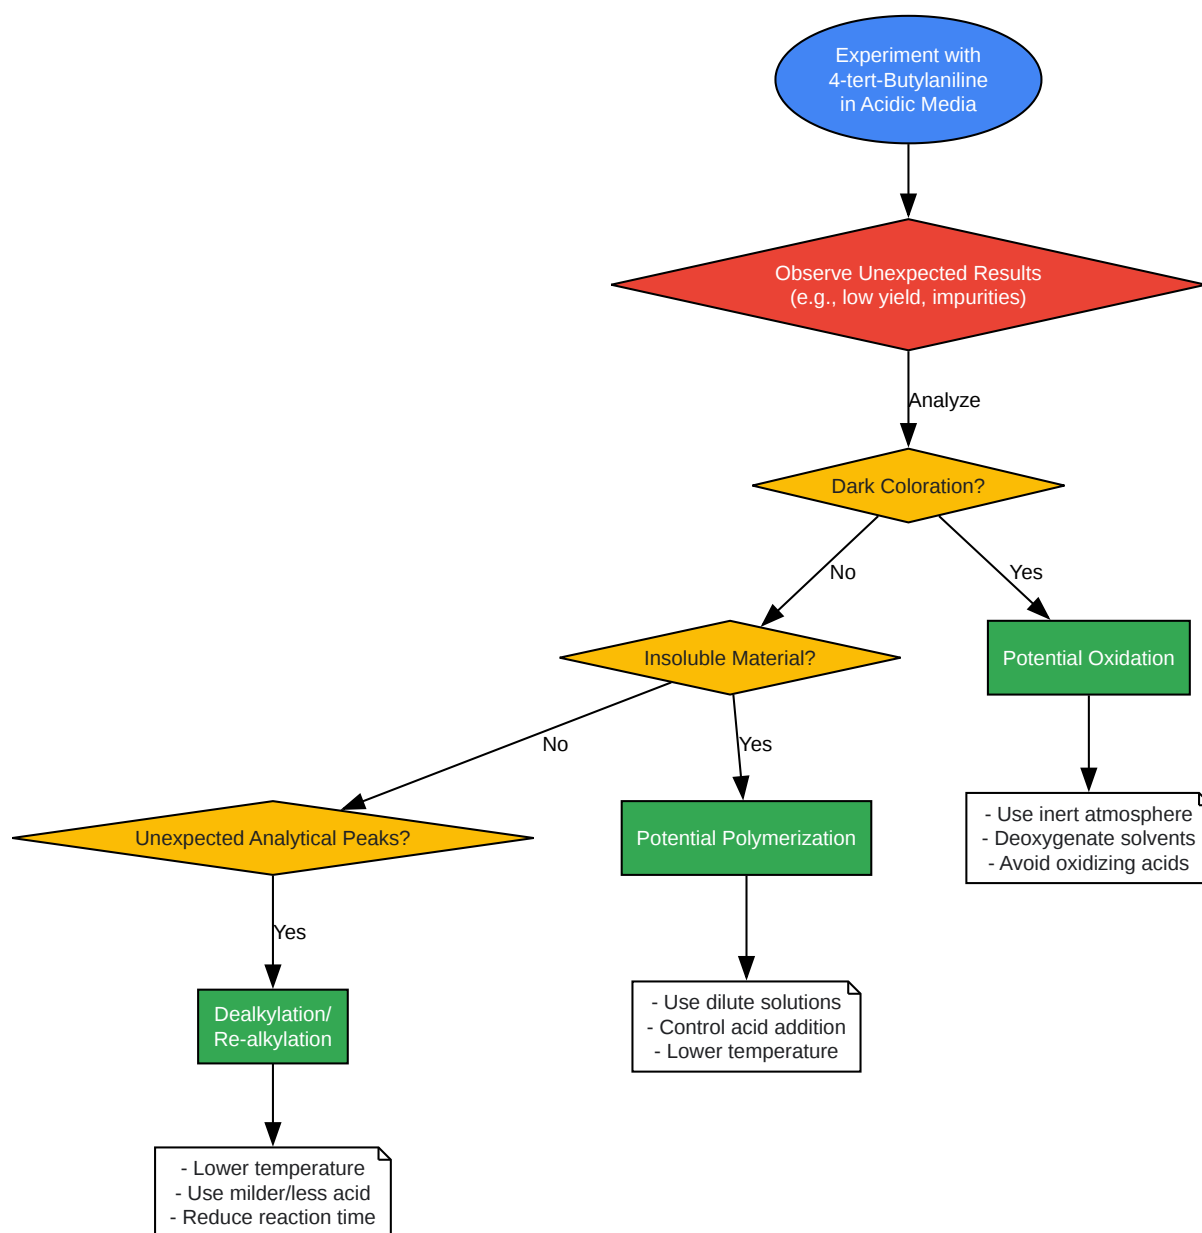 Experiment with
4-tert-Butylaniline
in Acidic Media
Observe Unexpected Results
(e.g., low yield, impurities)
Analyze
Dark Coloration?
No
Yes
Insoluble Material?
Potential Oxidation
No
Yes
- Use inert atmosphere
- Deoxygenate solvents
- Avoid oxidizing acids
Unexpected Analytical Peaks?
Potential Polymerization
Yes
- Use dilute solutions
- Control acid addition
- Lower temperature
Dealkylation/
Re-alkylation
- Lower temperature
- Use milder/less acid
- Reduce reaction time